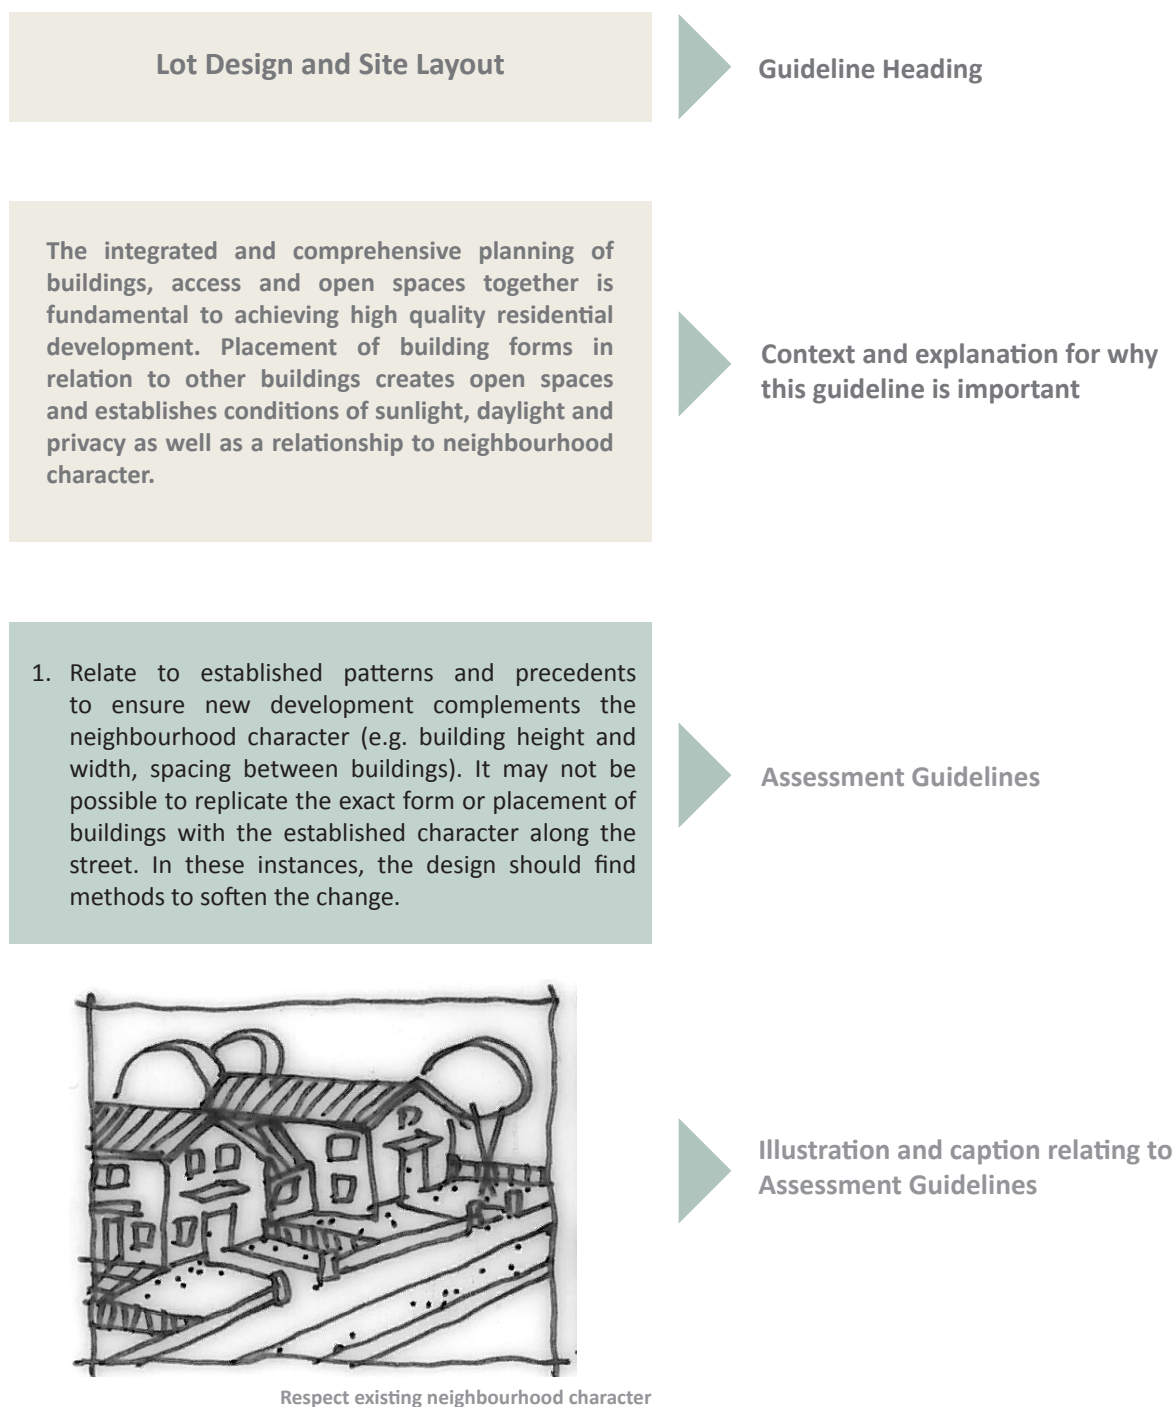 Lot Design and Site Layout
Guideline Heading
The integrated and comprehensive planning of
buildings, access and open spaces together is
fundamental to achieving high quality residential
development. Placement of building forms in
relation to other buildings creates open spaces
and establishes conditions of sunlight, daylight and
privacy as well as a relationship to neighbourhood
character.
Context and explanation for why
this guideline is important
1. Relate to established patterns and precedents
to ensure new development complements the
neighbourhood character (e.g. building height and
width, spacing between buildings). It may not be
possible to replicate the exact form or placement of
buildings with the established character along the
street. In these instances, the design should find
methods to soften the change.
Assessment Guidelines
Illustration and caption relating to
Assessment Guidelines
Respect existing neighbourhood character